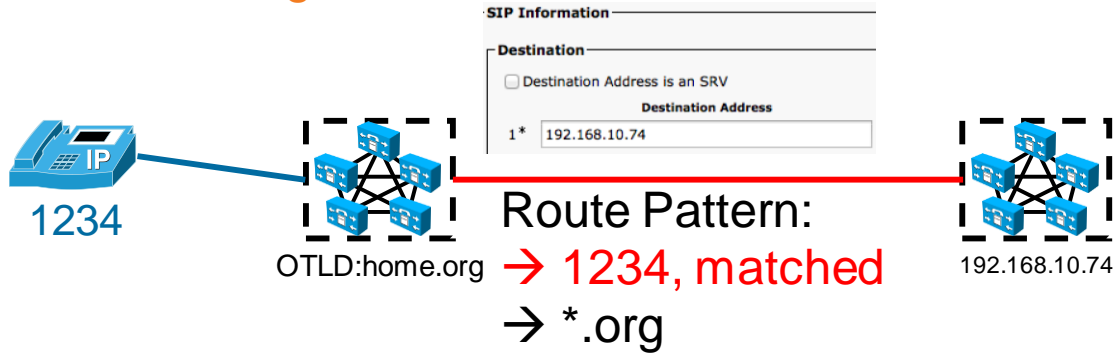 SIP Information
Destination
Destination Address is an SRV
Destination Address
1* 192.168.10.74
IP
1234
OTLD:home.org
Route Pattern:
→ 1234, matched
→ *.org
192.168.10.74